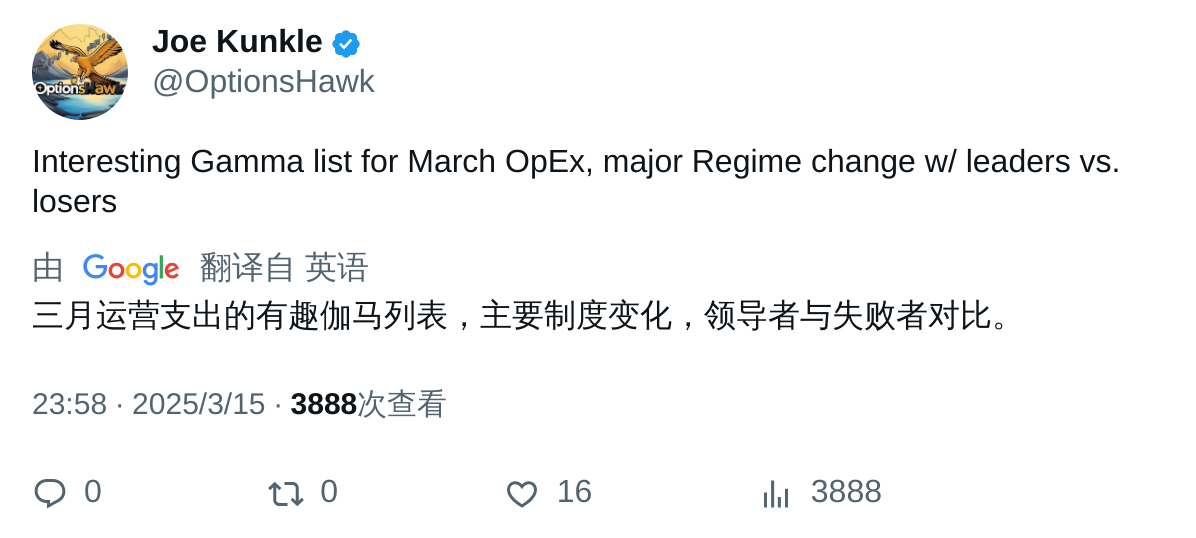 Joe Kunkle
@OptionsHawk
OptionsHawk
Interesting Gamma list for March OpEx, major Regime change w/ leaders vs.
losers
由 Google 翻译自 英语
三月运营支出的有趣伽马列表，主要制度变化，领导者与失败者对比。
23:58 · 2025/3/15 · 3888次查看
0 0 16 3888